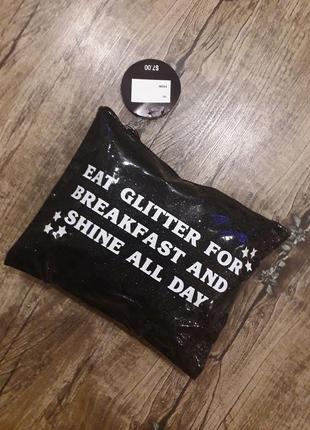 $7.00
EAT GLITTER FOR
BREAKFAST AND
SHINE ALL DAY